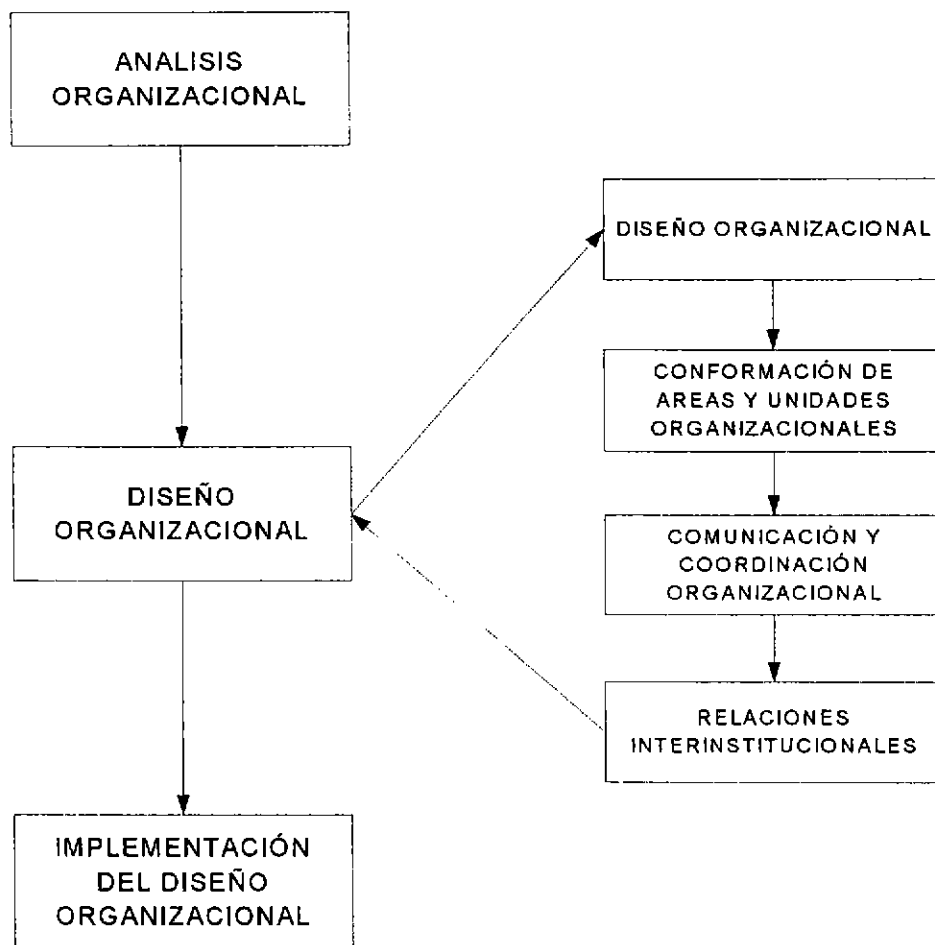 ANALISIS
ORGANIZACIONAL
DISEÑO
ORGANIZACIONAL
IMPLEMENTACIÓN
DEL DISEÑO
ORGANIZACIONAL
DISEÑO ORGANIZACIONAL
CONFORMACIÓN DE
AREAS Y UNIDADES
ORGANIZACIONALES
COMUNICACIÓN Y
COORDINACIÓN
ORGANIZACIONAL
RELACIONES
INTERINSTITUCIONALES